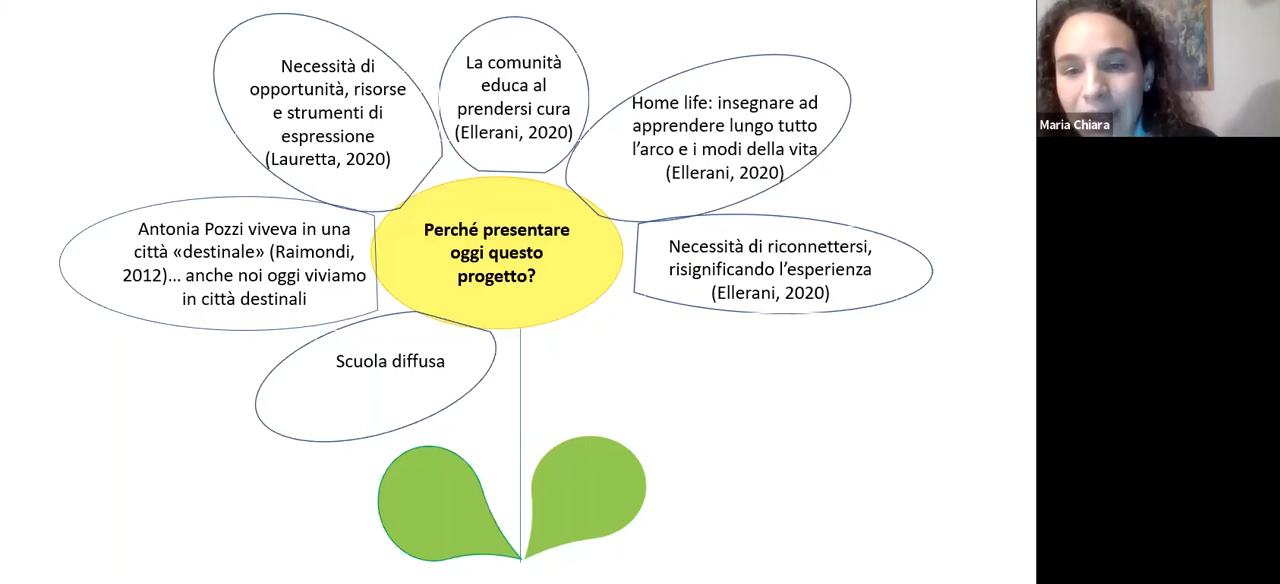 Necessità di
opportunità, risorse
e strumenti di
espressione
(Lauretta, 2020)
La comunità
educa al
prendersi cura
(Ellerani, 2020)
Home life: insegnare ad
apprendere lungo tutto
l’arco e i modi della vita
(Ellerani, 2020)
Antonia Pozzi viveva in una
città «destinale» (Raimondi,
2012)... anche noi oggi viviamo
in città destinali
Perché presentare
oggi questo
progetto?
Necessità di riconnettersi,
risignificando l’esperienza
(Ellerani, 2020)
Scuola diffusa
Maria Chiara